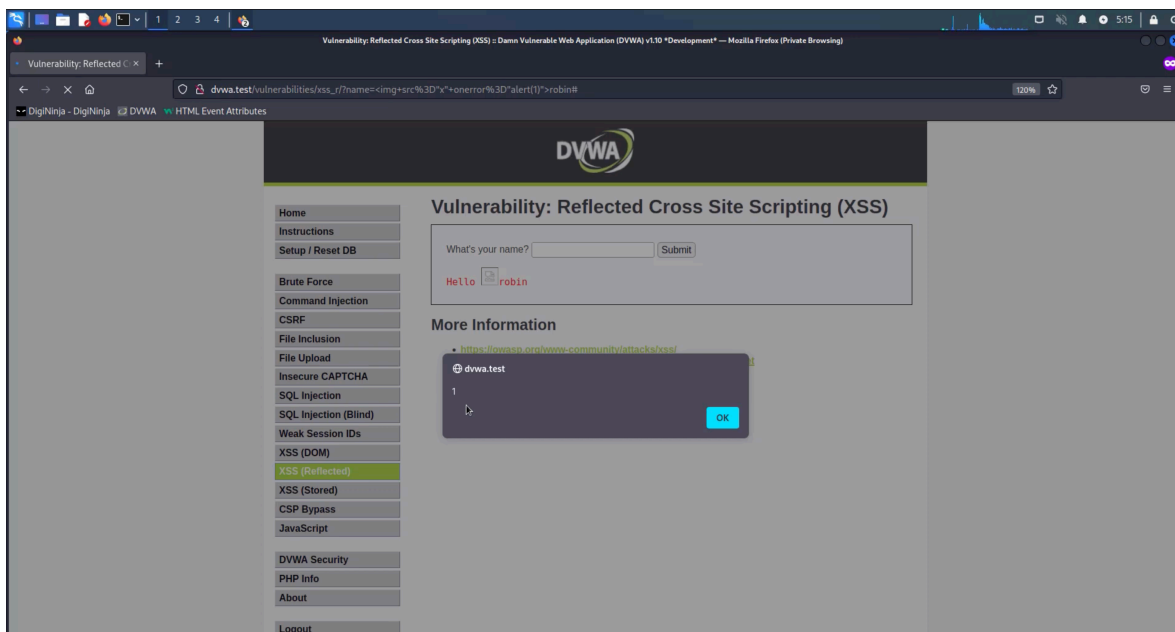 1 2 3 4
5:15
Vulnerability: Reflected Cross Site Scripting (XSS) :: Damn Vulnerable Web Application (DVWA) v1.10 *Development* — Mozilla Firefox (Private Browsing)
Vulnerability: Reflected
dvwa.test/vulnerabilities/xss_r/?name=<img+src%3D"x"+onerror%3D"alert(1)">robin#
120%
DigiNinja - DigiNinja DVWA HTML Event Attributes
DVWA
Vulnerability: Reflected Cross Site Scripting (XSS)
What's your name? Submit
Hello robin
More Information
https://owasp.org/www-community/attacks/xss/
dvwa.test
1
OK
Home
Instructions
Setup / Reset DB
Brute Force
Command Injection
CSRF
File Inclusion
File Upload
Insecure CAPTCHA
SQL Injection
SQL Injection (Blind)
Weak Session IDs
XSS (DOM)
XSS (Reflected)
XSS (Stored)
CSP Bypass
JavaScript
DVWA Security
PHP Info
About
Logout